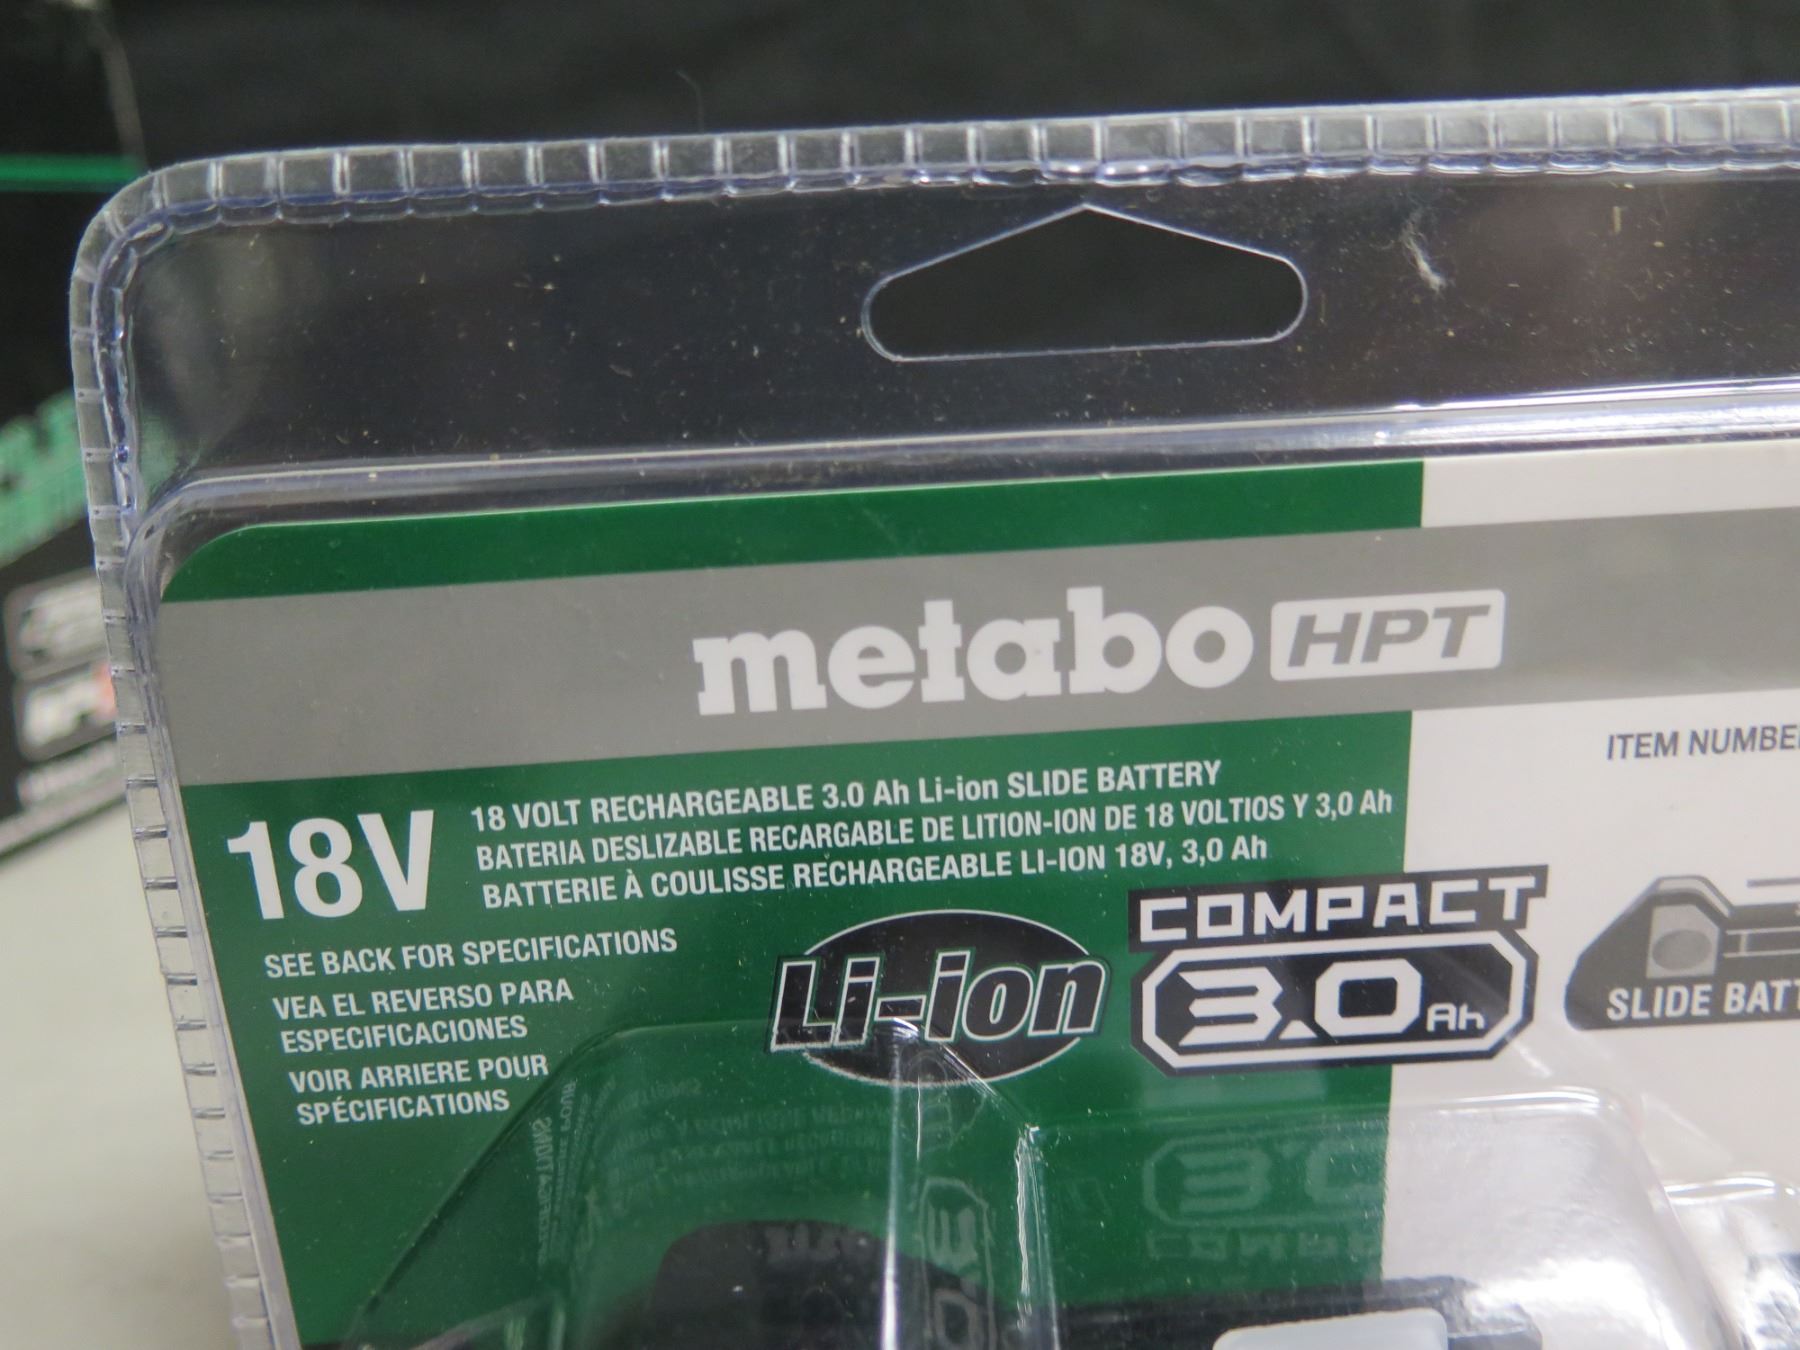 metabo HPT
ITEM NUMBE
18V
18 VOLT RECHARGEABLE 3.0 Ah Li-ion SLIDE BATTERY
BATERIA DESLIZABLE RECARGABLE DE LITION-ION DE 18 VOLTIOS Y 3,0 Ah
BATTERIE À COULISSE RECHARGEABLE LI-ION 18V, 3,0 Ah
SEE BACK FOR SPECIFICATIONS
VEA EL REVERSO PARA
ESPECIFICACIONES
VOIR ARRIERE POUR
SPÉCIFICATIONS
Li-ion
COMPACT
3.0 Ah
SLIDE BATT